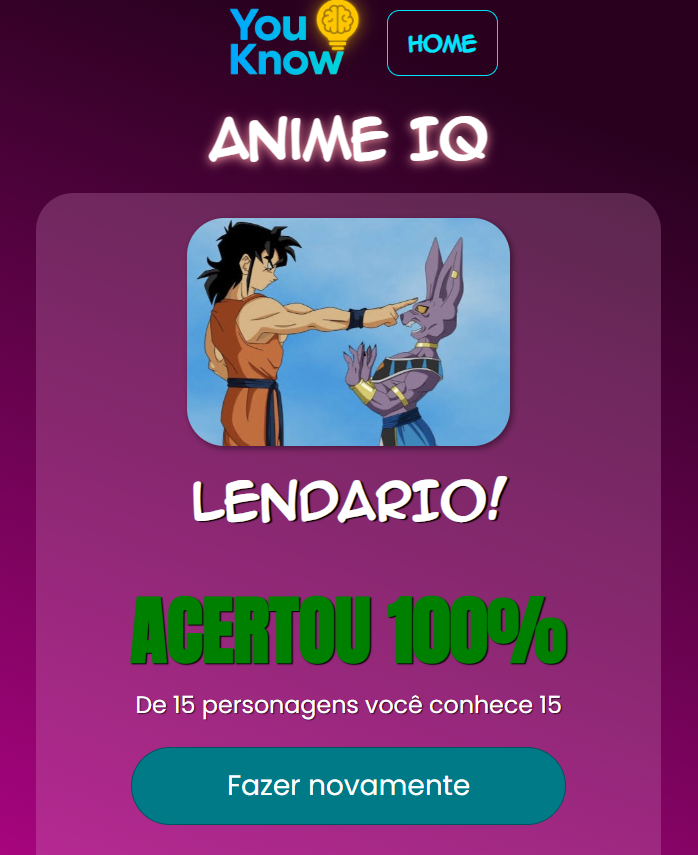 You
Know
HOME
ANIME IQ
LENDARIO!
ACERTOU 100%
De 15 personagens você conhece 15
Fazer novamente